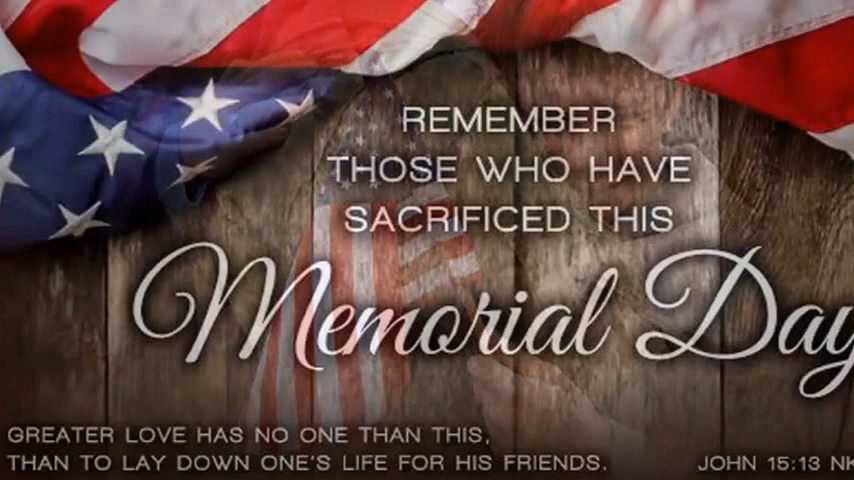 REMEMBER
THOSE WHO HAVE
SACRIFICED THIS
Memorial Day
GREATER LOVE HAS NO ONE THAN THIS,
THAN TO LAY DOWN ONE'S LIFE FOR HIS FRIENDS.
JOHN 15:13 NK